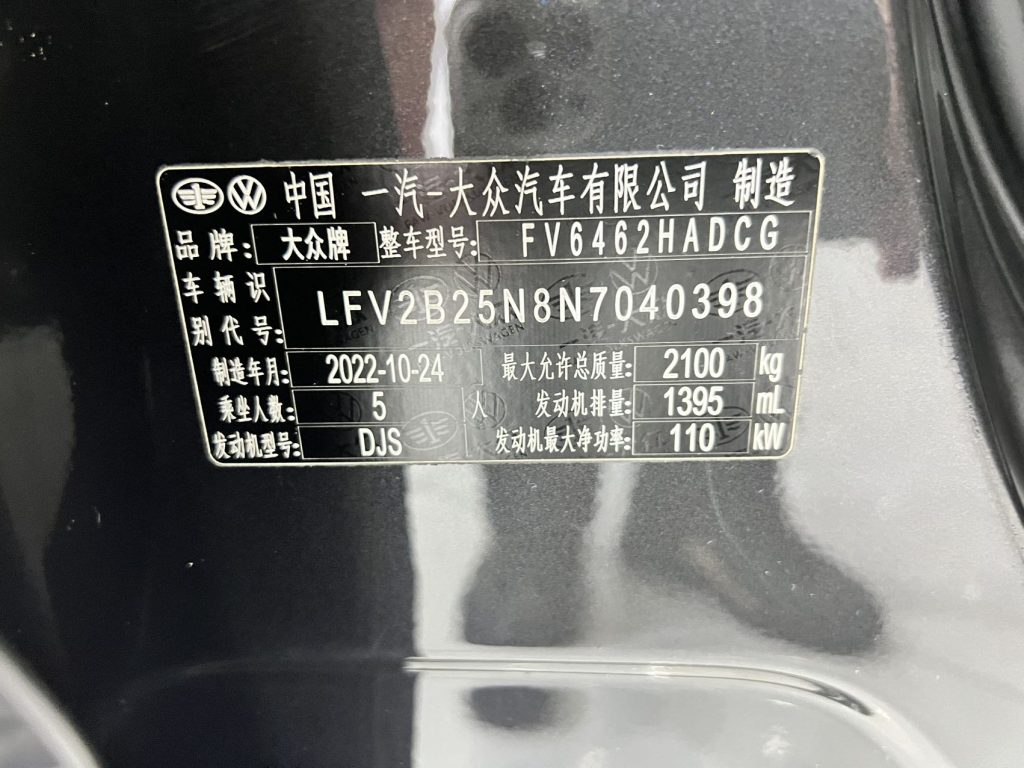 中国 一汽-大众汽车有限公司 制造
品牌: 大众牌 整车型号: FV6462HADCG
车辆识别代号: LFV2B25N8N7040398
制造年月: 2022-10-24 最大允许总质量: 2100 kg
乘坐人数: 5 人 发动机排量: 1395 mL
发动机型号: DJS 发动机最大净功率: 110 kW